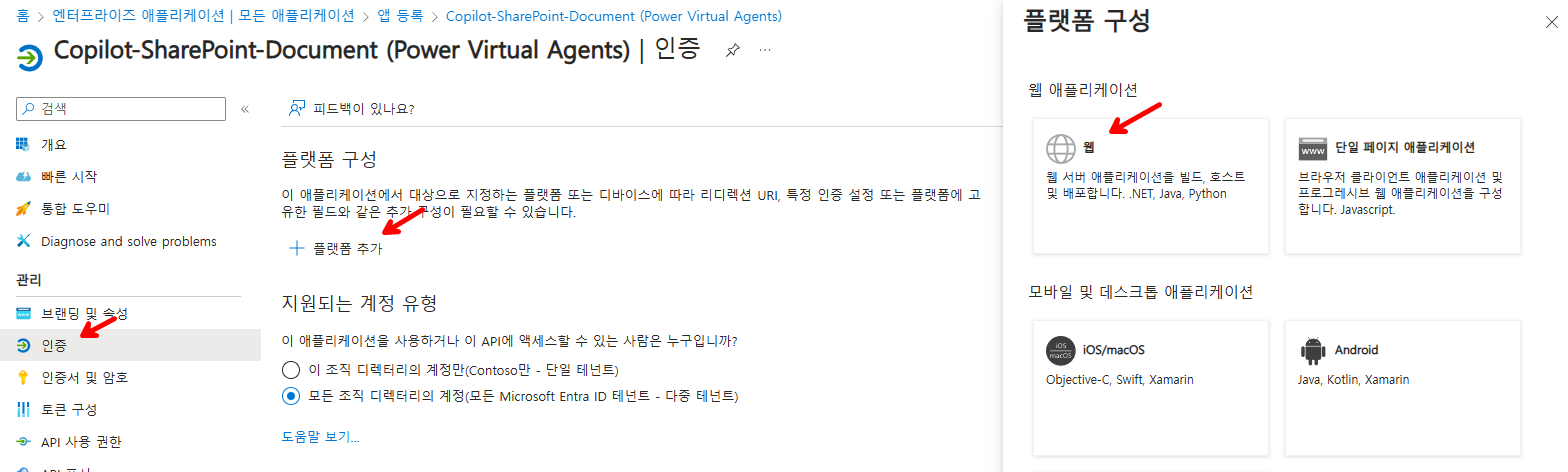 홈 > 엔터프라이즈 애플리케이션 | 모든 애플리케이션 > 앱 등록 > Copilot-SharePoint-Document (Power Virtual Agents)
Copilot-SharePoint-Document (Power Virtual Agents) | 인증
검색
개요
빠른 시작
통합 도우미
Diagnose and solve problems
관리
브랜딩 및 속성
인증
인증서 및 암호
토큰 구성
API 사용 권한
피드백이 있나요?
플랫폼 구성
이 애플리케이션에서 대상으로 지정하는 플랫폼 또는 디바이스에 따라 리디렉션 URI, 특정 인증 설정 또는 플랫폼에 고
유한 필드와 같은 추가 구성이 필요할 수 있습니다.
플랫폼 추가
지원되는 계정 유형
이 애플리케이션을 사용하거나 이 API에 액세스할 수 있는 사람은 누구입니까?
이 조직 디렉터리의 계정만(Contoso만 - 단일 테넌트)
모든 조직 디렉터리의 계정(모든 Microsoft Entra ID 테넌트 - 다중 테넌트)
도움말 보기...
플랫폼 구성
웹 애플리케이션
웹
웹 서버 애플리케이션을 빌드, 호스트
및 배포합니다. .NET, Java, Python
www
단일 페이지 애플리케이션
브라우저 클라이언트 애플리케이션 및
프로그레시브 웹 애플리케이션을 구성
합니다. Javascript.
모바일 및 데스크톱 애플리케이션
iOS
macOS
iOS/macOS
Objective-C, Swift, Xamarin
Android
Java, Kotlin, Xamarin